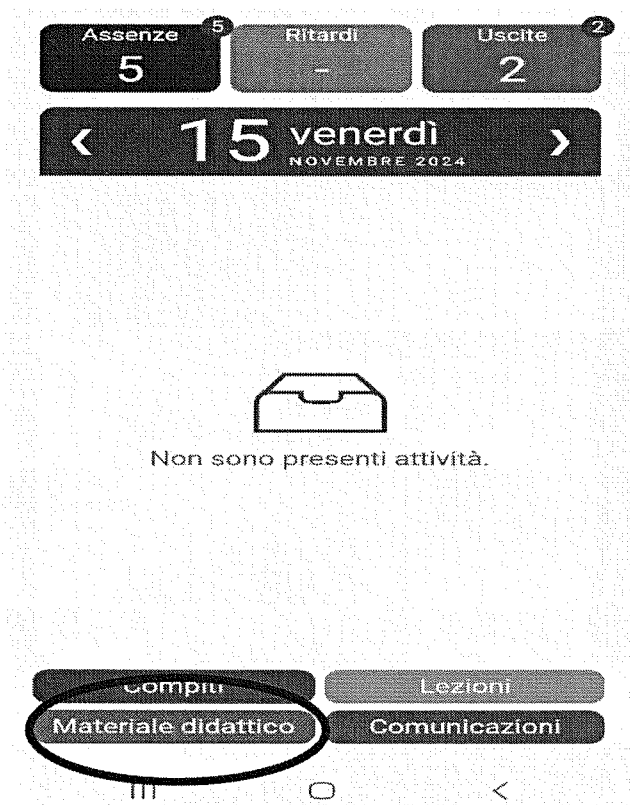 Assenze 5 Ritardi Uscite 2
5 - 2
15 venerdì
NOVEMBRE 2024
Non sono presenti attività.
Compiti Lezioni
Materiale didattico Comunicazioni